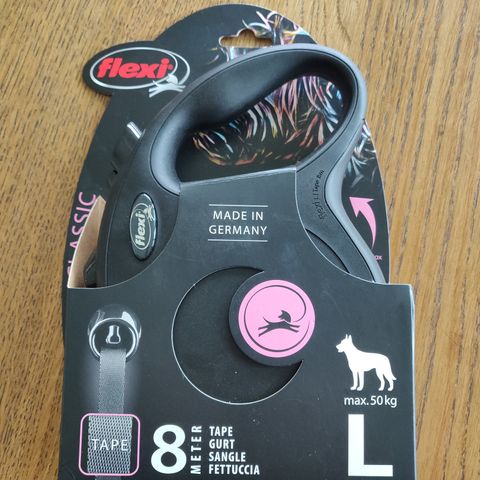 flexi
CLASSIC
flexi
MADE IN
GERMANY
max. 50 kg
L
TAPE
8
METER
TAPE
GURT
SANGLE
FETTUCCIA